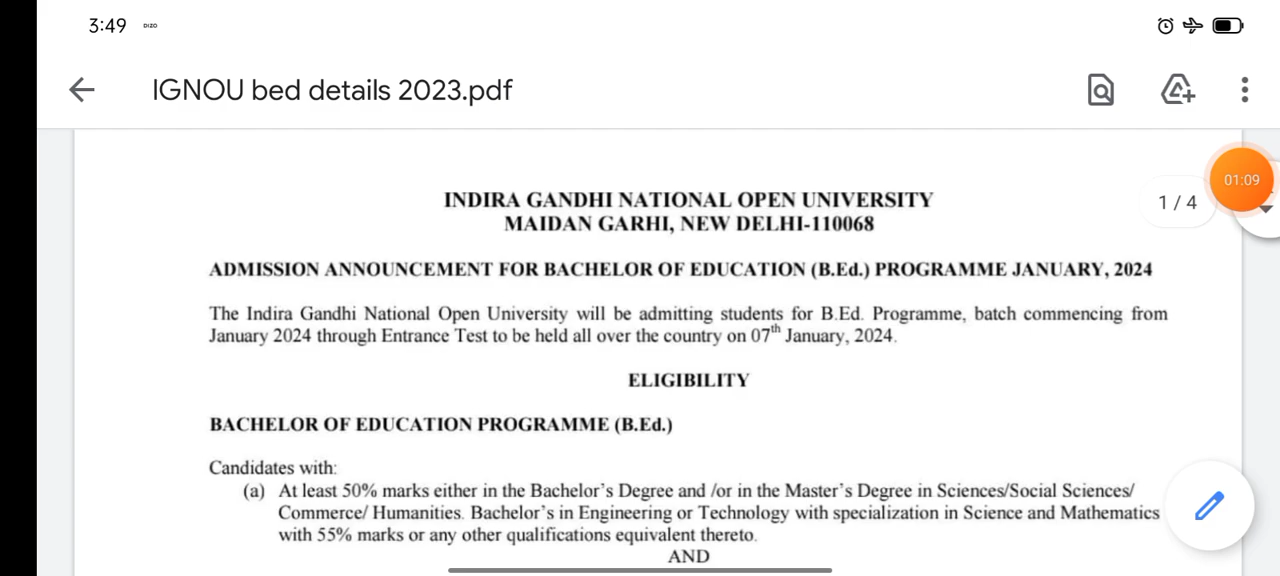 3:49 DIZO
IGNOU bed details 2023.pdf
01:09
1 / 4
INDIRA GANDHI NATIONAL OPEN UNIVERSITY
MAIDAN GARHI, NEW DELHI-110068
ADMISSION ANNOUNCEMENT FOR BACHELOR OF EDUCATION (B.Ed.) PROGRAMME JANUARY, 2024
The Indira Gandhi National Open University will be admitting students for B.Ed. Programme, batch commencing from
January 2024 through Entrance Test to be held all over the country on 07th January, 2024.
ELIGIBILITY
BACHELOR OF EDUCATION PROGRAMME (B.Ed.)
Candidates with:
(a) At least 50% marks either in the Bachelor's Degree and /or in the Master's Degree in Sciences/Social Sciences/
Commerce/ Humanities. Bachelor's in Engineering or Technology with specialization in Science and Mathematics
with 55% marks or any other qualifications equivalent thereto.
AND